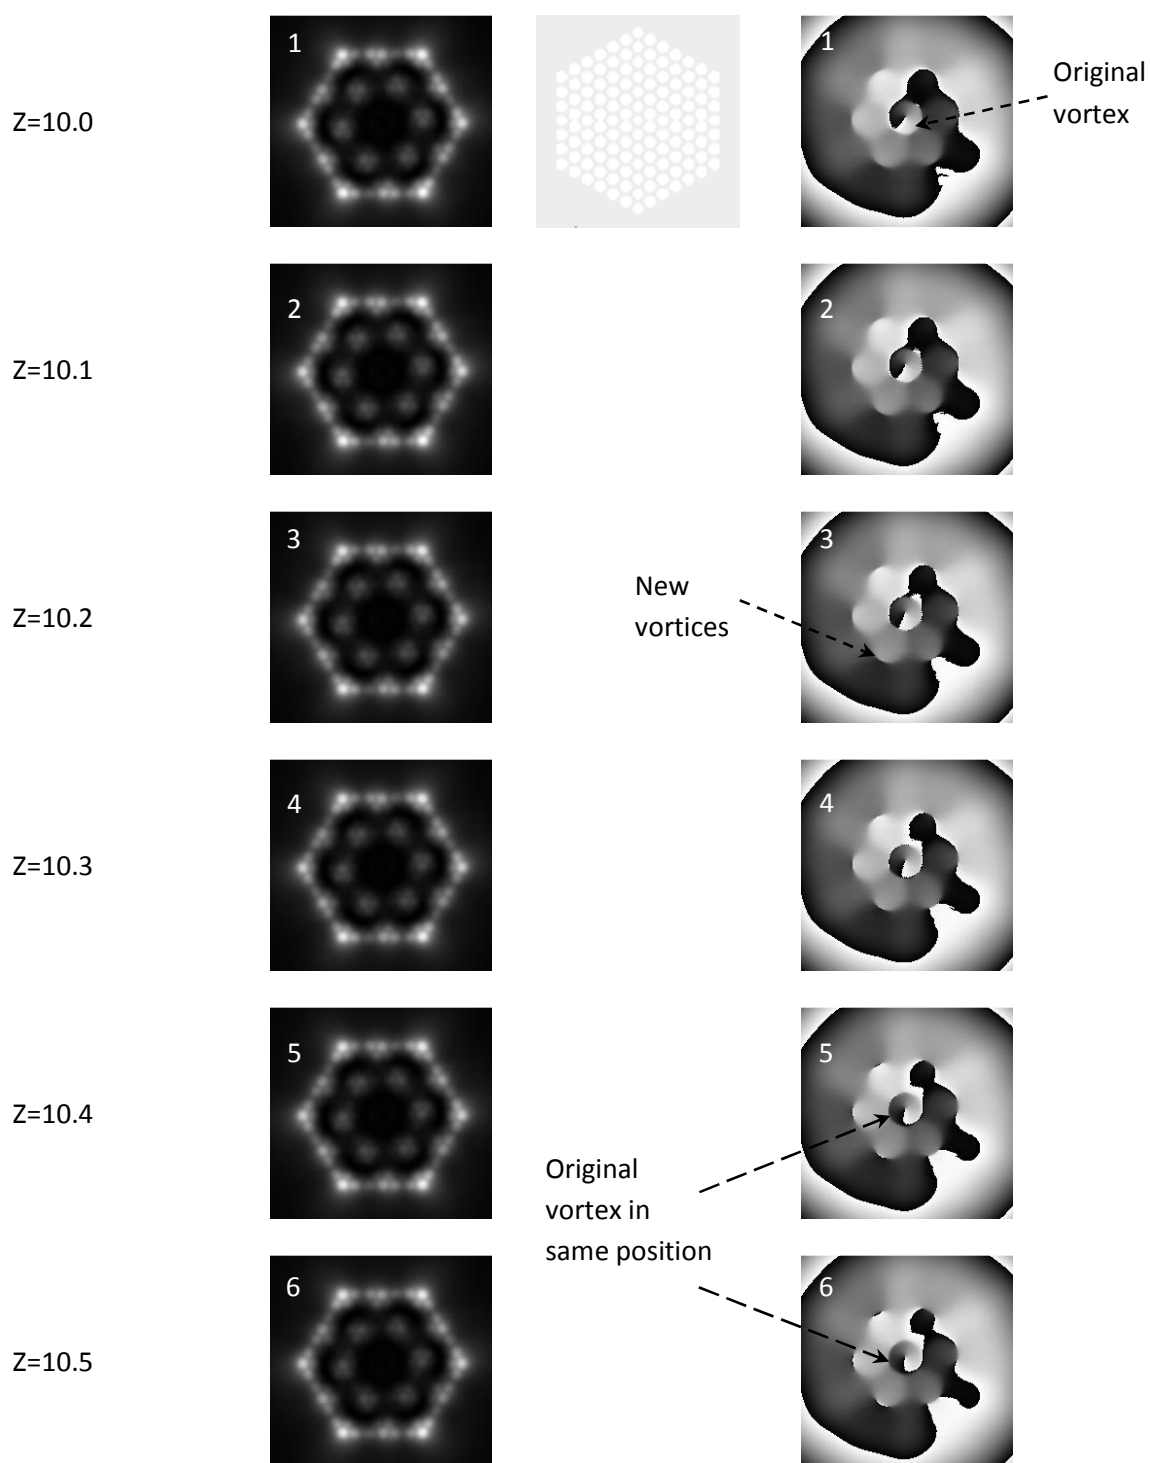 1
1
Original
vortex
Z=10.0
2
2
Z=10.1
3
3
New
vortices
Z=10.2
4
4
Z=10.3
5
5
Z=10.4
Original
vortex in
same position
6
6
Z=10.5